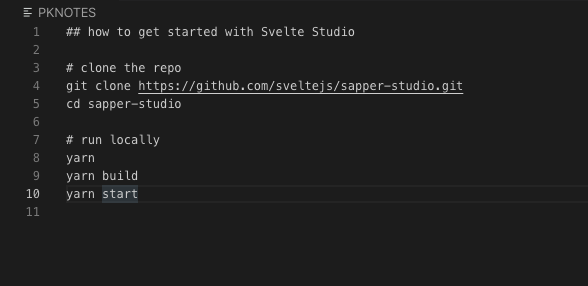 PKNOTES
1 ## how to get started with Svelte Studio
2
3 # clone the repo
4 git clone https://github.com/sveltejs/sapper-studio.git
5 cd sapper-studio
6
7 # run locally
8 yarn
9 yarn build
10 yarn start
11